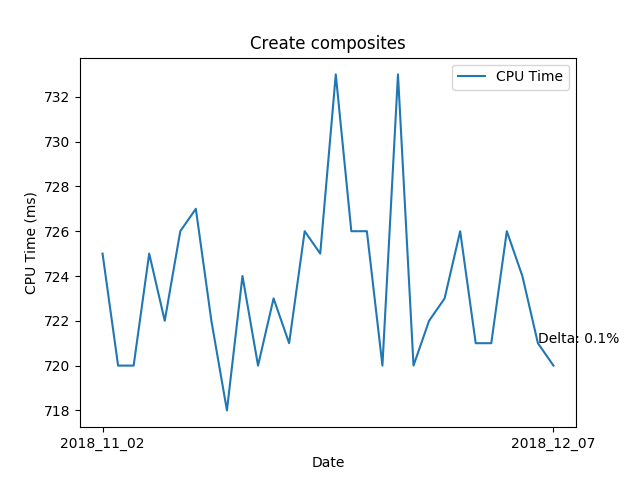 Create composites
CPU Time
732
730
728
726
724
722
720
718
CPU Time (ms)
Delta: 0.1%
2018_11_02
2018_12_07
Date